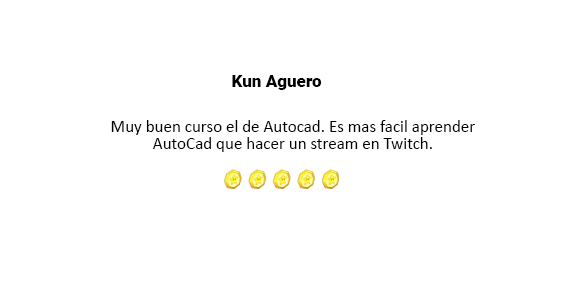 Kun Aguero
Muy buen curso el de Autocad. Es mas facil aprender
AutoCad que hacer un stream en Twitch.